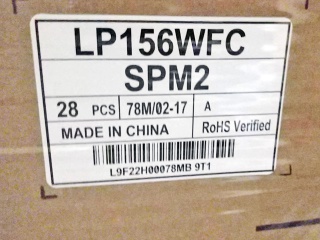 LP156WFC
SPM2
28 PCS 78M/02-17 A
MADE IN CHINA RoHS Verified
L9F22H00078MB 9T1